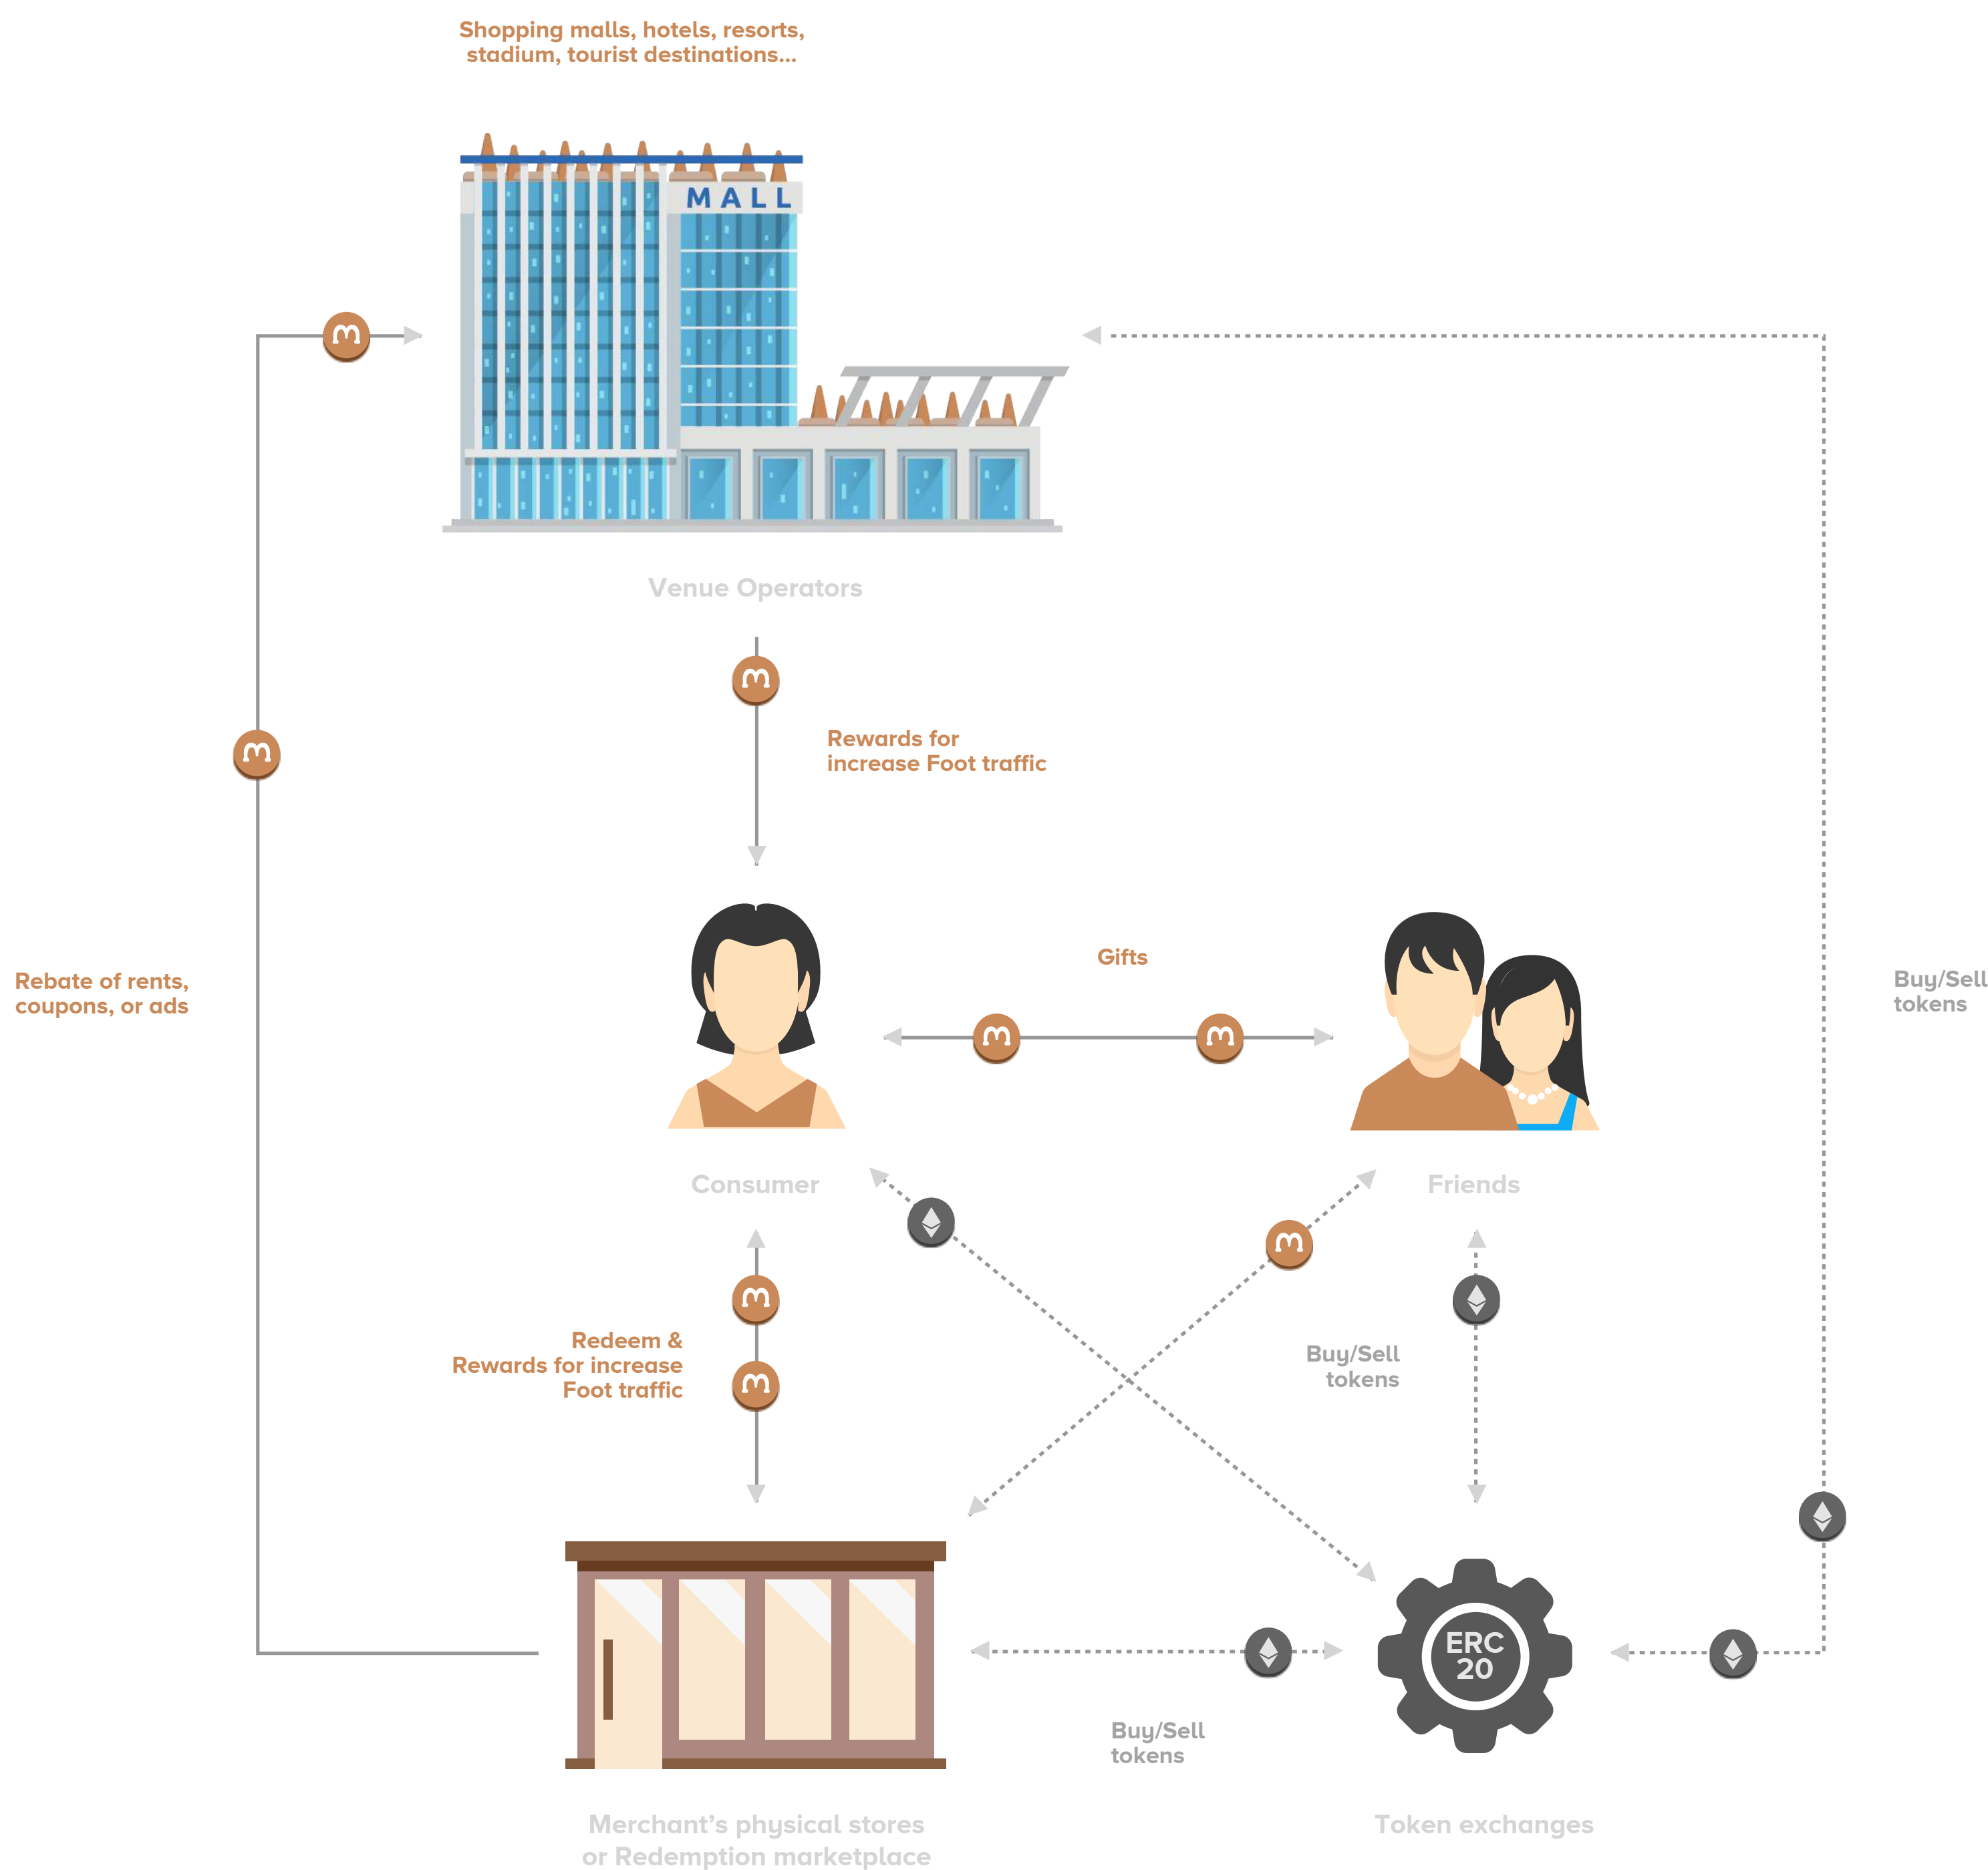 Shopping malls, hotels, resorts,
stadium, tourist destinations...
MALL
Venue Operators
Rewards for
increase Foot traffic
Gifts
Rebate of rents,
coupons, or ads
Buy/Sell
tokens
Consumer
Friends
Redeem &
Rewards for increase
Foot traffic
Buy/Sell
tokens
ERC
20
Buy/Sell
tokens
Merchant’s physical stores
or Redemption marketplace
Token exchanges